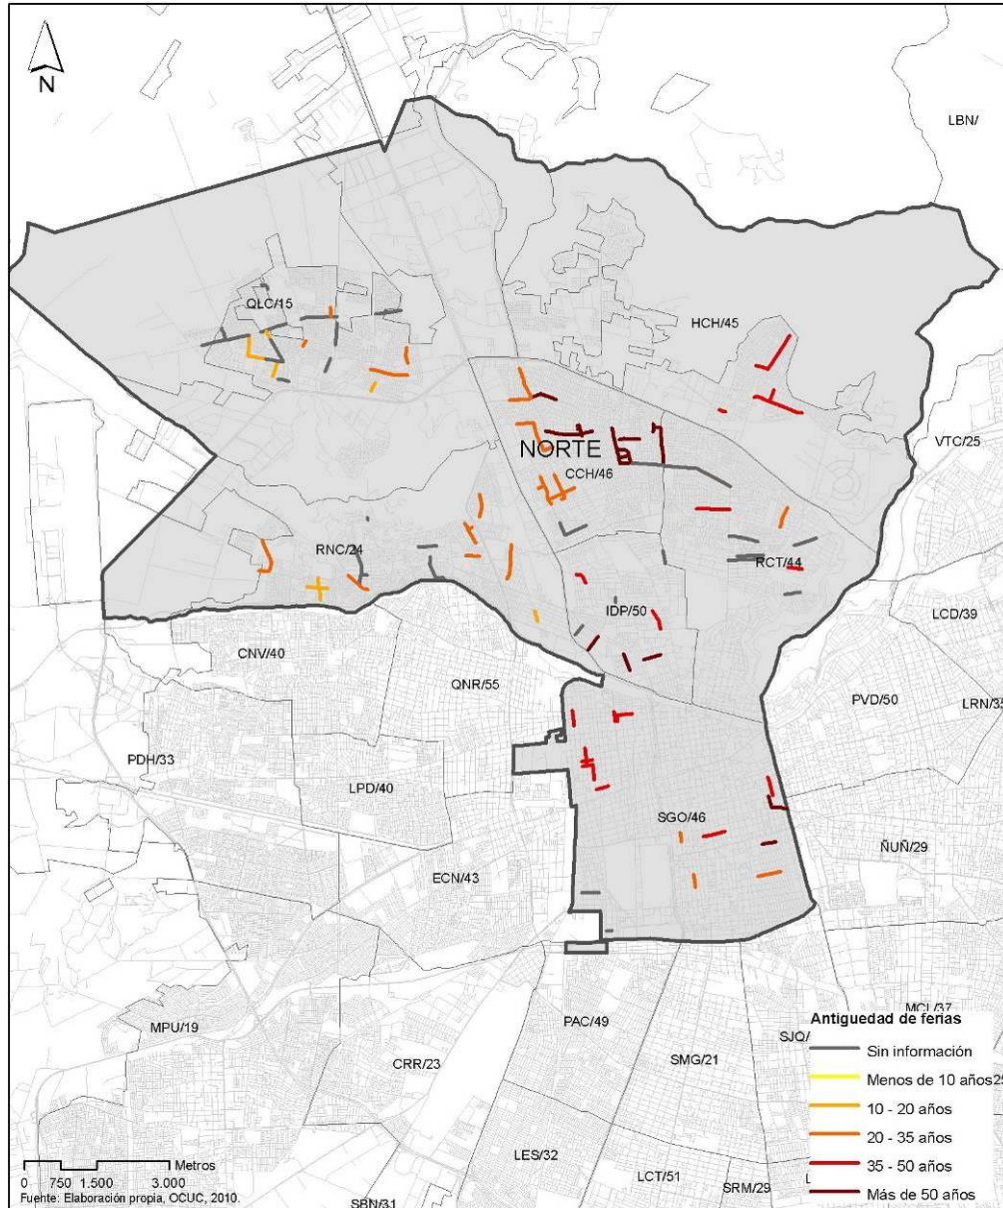 N
LBN/
QLC/15
HCH/45
VTC/25
NORTE
CCH/46
RNC/24
RCT/44
IDP/50
LCD/39
CNV/40
QNR/55
PVD/50
LRN/35
PDH/33
LPD/40
SGO/46
ÑUÑ/29
ECN/43
MPU/19
PAC/49
MCL/37
SJQ/
CRR/23
SMG/21
LES/32
LCT/51
SRM/29
SBN/31
Antiguedad de ferias
Sin información
Menos de 10 años
10 - 20 años
20 - 35 años
35 - 50 años
Más de 50 años
Metros
0 750 1.500 3.000
Fuente: Elaboración propia, OCUC, 2010.